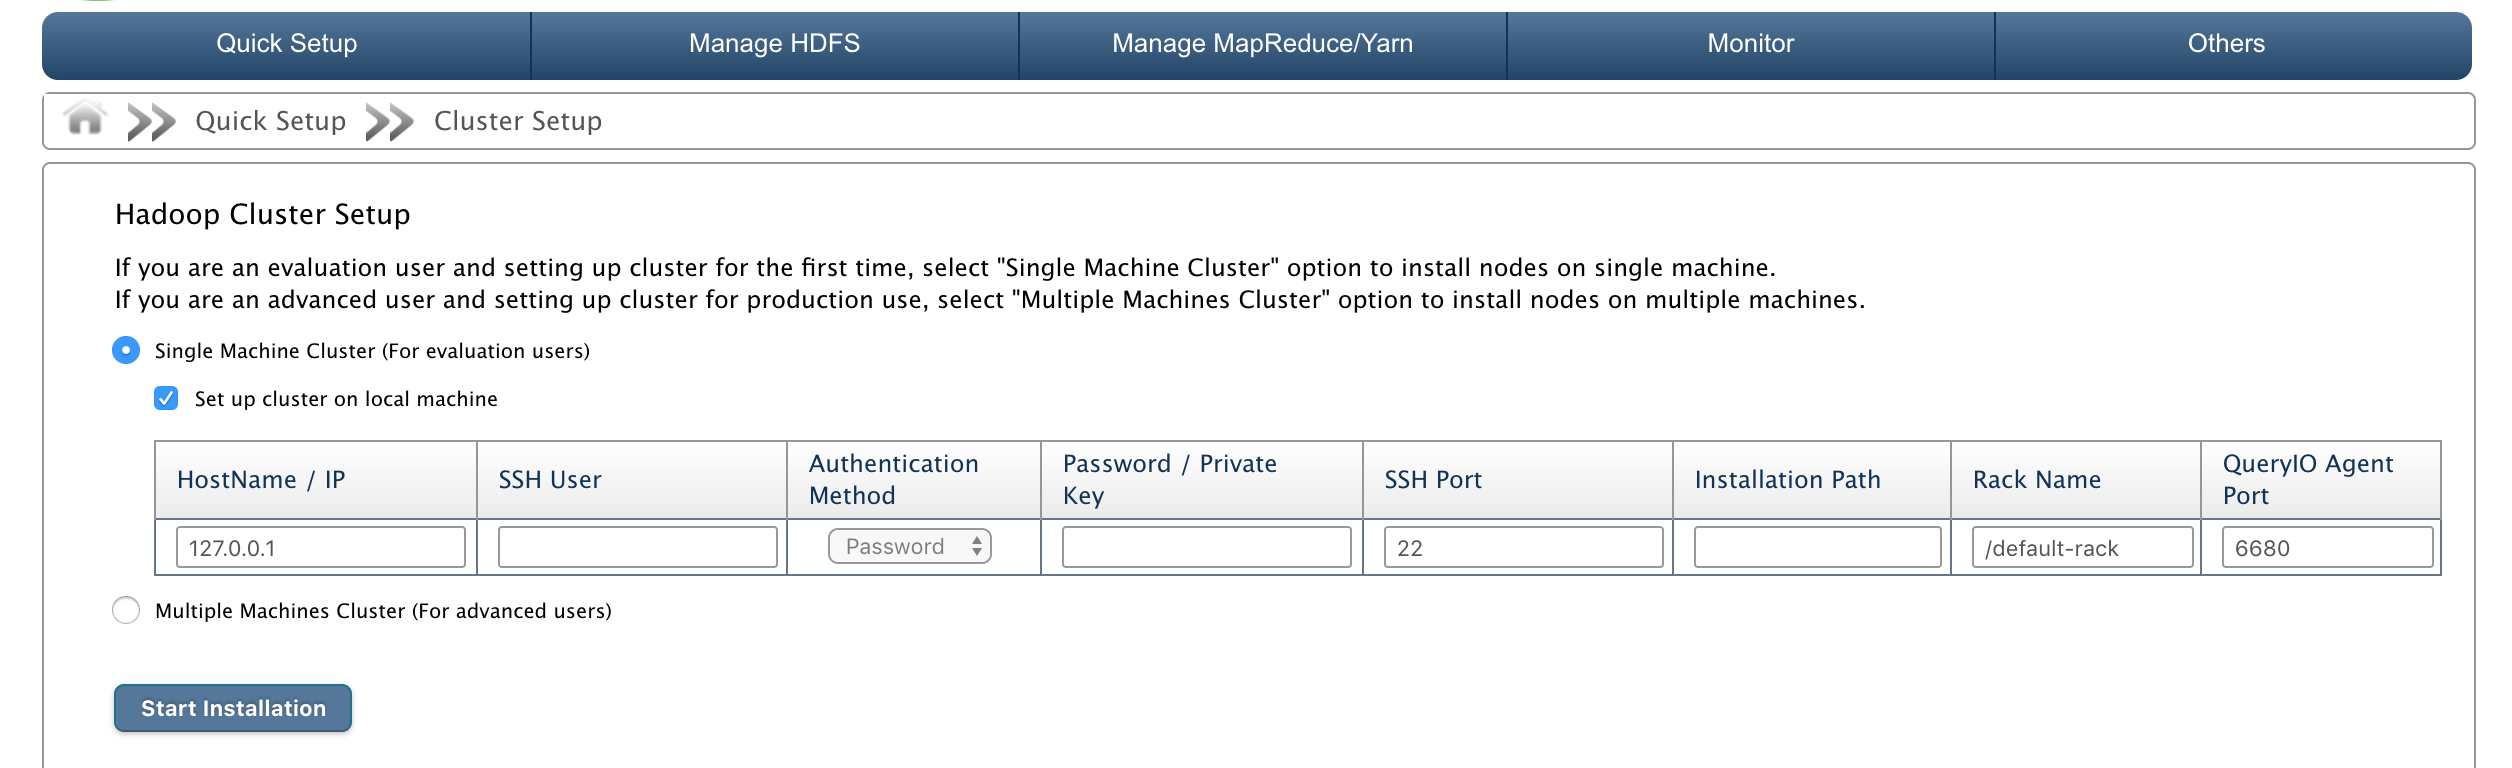 Quick Setup
Manage HDFS
Manage MapReduce/Yarn
Monitor
Others
Quick Setup
Cluster Setup
Hadoop Cluster Setup
If you are an evaluation user and setting up cluster for the first time, select "Single Machine Cluster" option to install nodes on single machine.
If you are an advanced user and setting up cluster for production use, select "Multiple Machines Cluster" option to install nodes on multiple machines.
Single Machine Cluster (For evaluation users)
Set up cluster on local machine
HostName / IP
SSH User
Authentication
Method
Password / Private
Key
SSH Port
Installation Path
Rack Name
QueryIO Agent
Port
127.0.0.1
Password
22
/default-rack
6680
Multiple Machines Cluster (For advanced users)
Start Installation